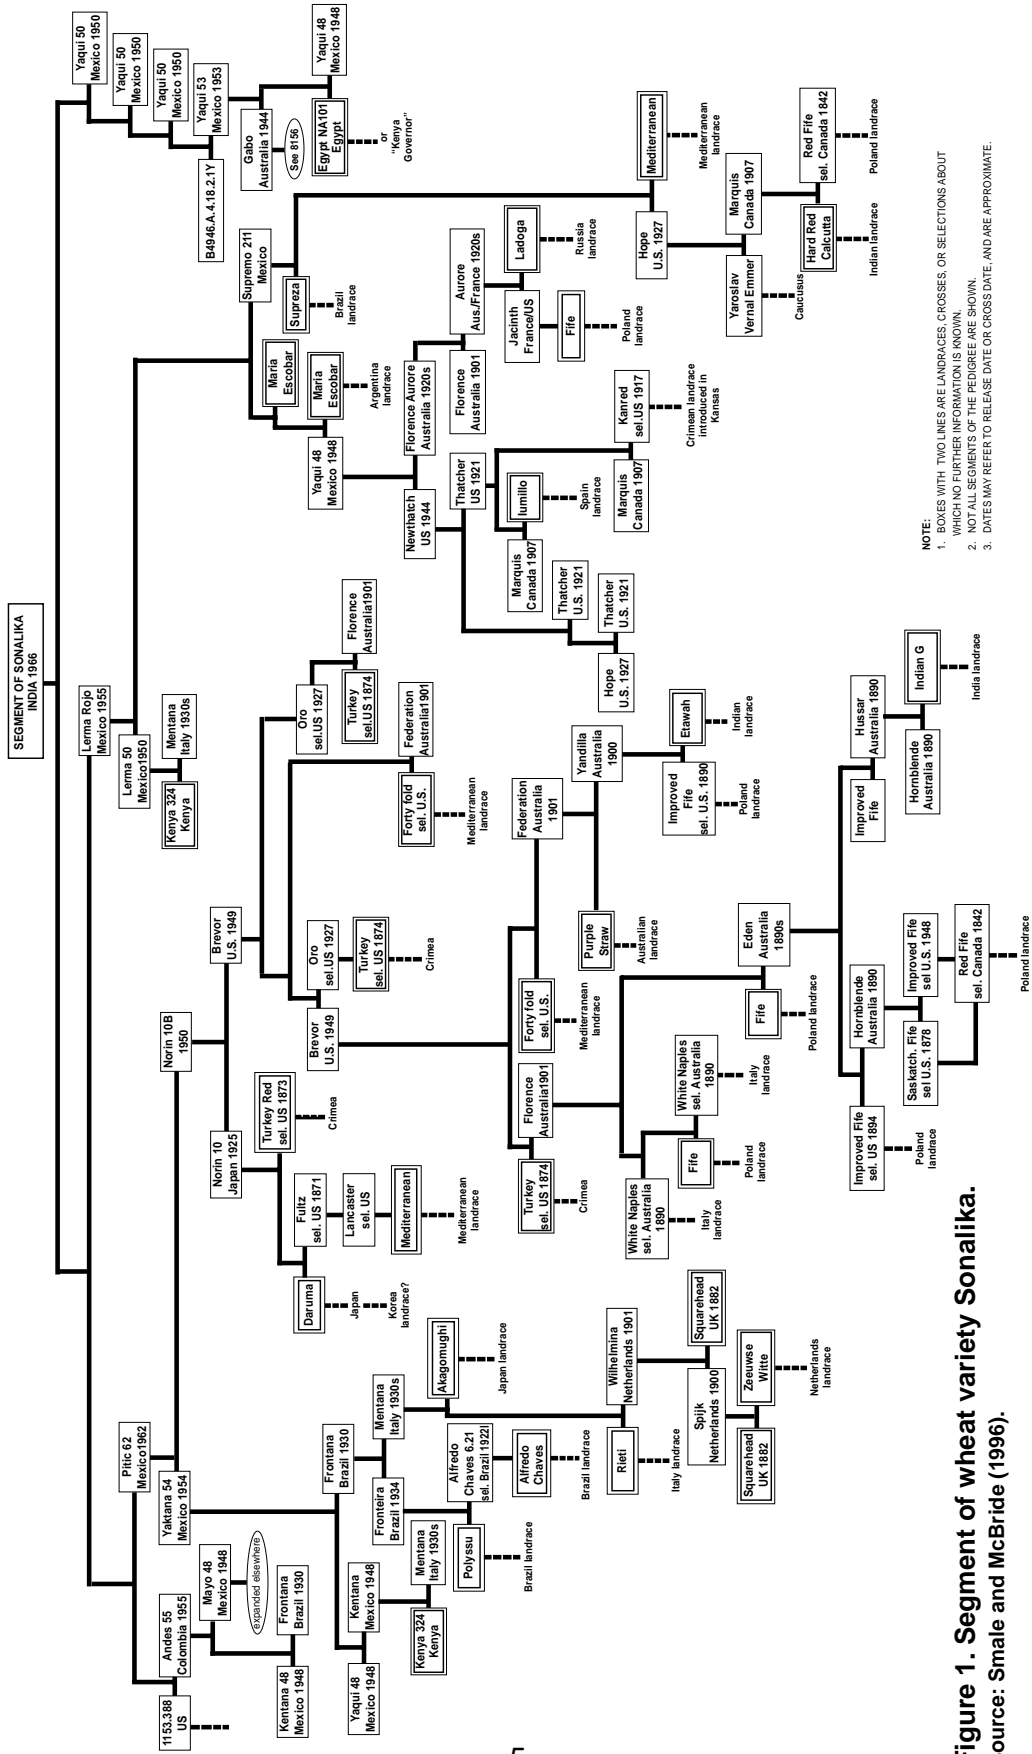 SEGMENT OF SONALIKA
INDIA 1966
Yaqui 50
Mexico 1950
Lerma Rojo
Mexico 1955
Yaqui 50
Mexico 1950
Pitic 62
Mexico1962
Lerma 50
Mexico1950
Yaqui 50
Mexico 1950
1153.388
US
Andes 55
Colombia 1955
Yaktana 54
Mexico 1954
Norin 10B
1950
Kenya 324
Kenya
Mentana
Italy 1930s
B4946.A.4.18.2.1Y
Yaqui 53
Mexico 1953
Mayo 48
Mexico 1948
expanded elsewhere
Norin 10
Japan 1925
Brevor
U.S. 1949
Supremo 211
Mexico
Gabo
Australia 1944
See 8156
Kentana 48
Mexico 1948
Frontana
Brazil 1930
Turkey Red
sel. US 1873
Crimea
Maria
Escobar
Supreza
Brazil
landrace
Egypt NA101
Egypt
or
"Kenya
Governor"
Yaqui 48
Mexico 1948
Daruma
Japan
Korea
landrace?
Fultz
sel. US 1871
Lancaster
sel. US
Mediterranean
Mediterranean
landrace
Brevor
U.S. 1949
Oro
sel.US 1927
Turkey
sel. US 1874
Crimea
Oro
sel.US 1927
Turkey
sel.US 1874
Florence
Australia1901
Forty fold
sel. U.S.
Mediterranean
landrace
Federation
Australia1901
Yaqui 48
Mexico 1948
Maria
Escobar
Argentina
landrace
Yaqui 48
Mexico 1948
Kentana
Mexico 1948
Frontana
Brazil 1930
Fronteira
Brazil 1934
Mentana
Italy 1930s
Kenya 324
Kenya
Mentana
Italy 1930s
Polyssu
Brazil landrace
Alfredo
Chaves 6.21
sel. Brazil 1922l
Alfredo
Chaves
Brazil landrace
Akagomughi
Japan landrace
Newthatch
US 1944
Florence Aurore
Australia 1920s
Thatcher
US 1921
Florence
Australia 1901
Aurore
Aus./France 1920s
Jacinth
France/US
Ladoga
Russia
landrace
Fife
Poland
landrace
Marquis
Canada 1907
Iumillo
Spain
landrace
Marquis
Canada 1907
Kanred
sel.US 1917
Crimean landrace
introduced in
Kansas
Thatcher
U.S. 1921
Hope
U.S. 1927
Thatcher
U.S. 1921
Hope
U.S. 1927
Mediterranean
Mediterranean
landrace
Yaroslav
Vernal Emmer
Caucusus
Marquis
Canada 1907
Hard Red
Calcutta
Indian landrace
Red Fife
sel. Canada 1842
Poland landrace
Rieti
Italy landrace
Wilhelmina
Netherlands 1901
Spijk
Netherlands 1900
Squarehead
UK 1882
Squarehead
UK 1882
Zeeuwse
Witte
Netherlands
landrace
Turkey
sel. US 1874
Crimea
Florence
Australia1901
Forty fold
sel. U.S.
Mediterranean
landrace
Federation
Australia
1901
Purple
Straw
Australian
landrace
Yandilla
Australia
1900
Improved
Fife
sel. U.S. 1890
Poland
landrace
Etawah
Indian
landrace
White Naples
sel. Australia
1890
Italy
landrace
Fife
Poland
landrace
White Naples
sel. Australia
1890
Italy
landrace
Fife
Poland landrace
Eden
Australia
1890s
Improved Fife
sel. US 1894
Poland
landrace
Hornblende
Australia 1890
Improved
Fife
Hussar
Australia 1890
Saskatch. Fife
sel U.S. 1878
Improved Fife
sel U.S. 1948
Red Fife
sel. Canada 1842
Poland landrace
Hornblende
Australia 1890
Indian G
India landrace
NOTE:
1. BOXES WITH TWO LINES ARE LANDRACES, CROSSES, OR SELECTIONS ABOUT
WHICH NO FURTHER INFORMATION IS KNOWN.
2. NOT ALL SEGMENTS OF THE PEDIGREE ARE SHOWN.
3. DATES MAY REFER TO RELEASE DATE OR CROSS DATE, AND ARE APPROXIMATE.
Figure 1. Segment of wheat variety Sonalika.
ource: Smale and McBride (1996).